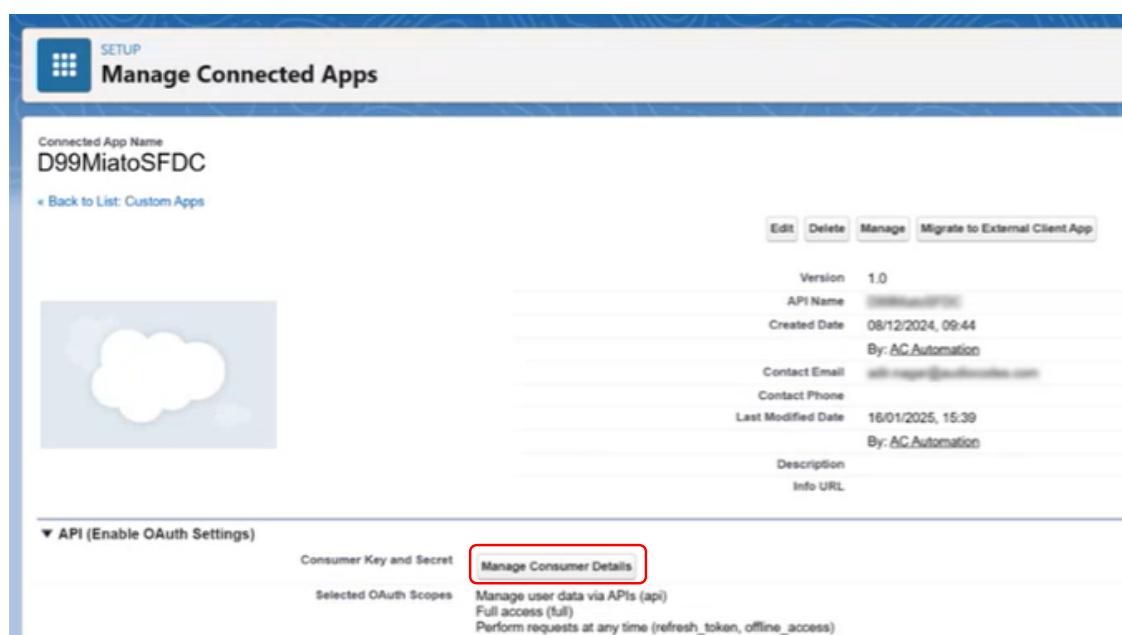 SETUP
Manage Connected Apps
Connected App Name
D99MiatoSFDC
« Back to List: Custom Apps
Edit Delete Manage Migrate to External Client App
Version 1.0
API Name
Created Date 08/12/2024, 09:44
By: AC Automation
Contact Email
Contact Phone
Last Modified Date 16/01/2025, 15:39
By: AC Automation
Description
Info URL
▼ API (Enable OAuth Settings)
Consumer Key and Secret Manage Consumer Details
Selected OAuth Scopes Manage user data via APIs (api)
Full access (full)
Perform requests at any time (refresh_token, offline_access)